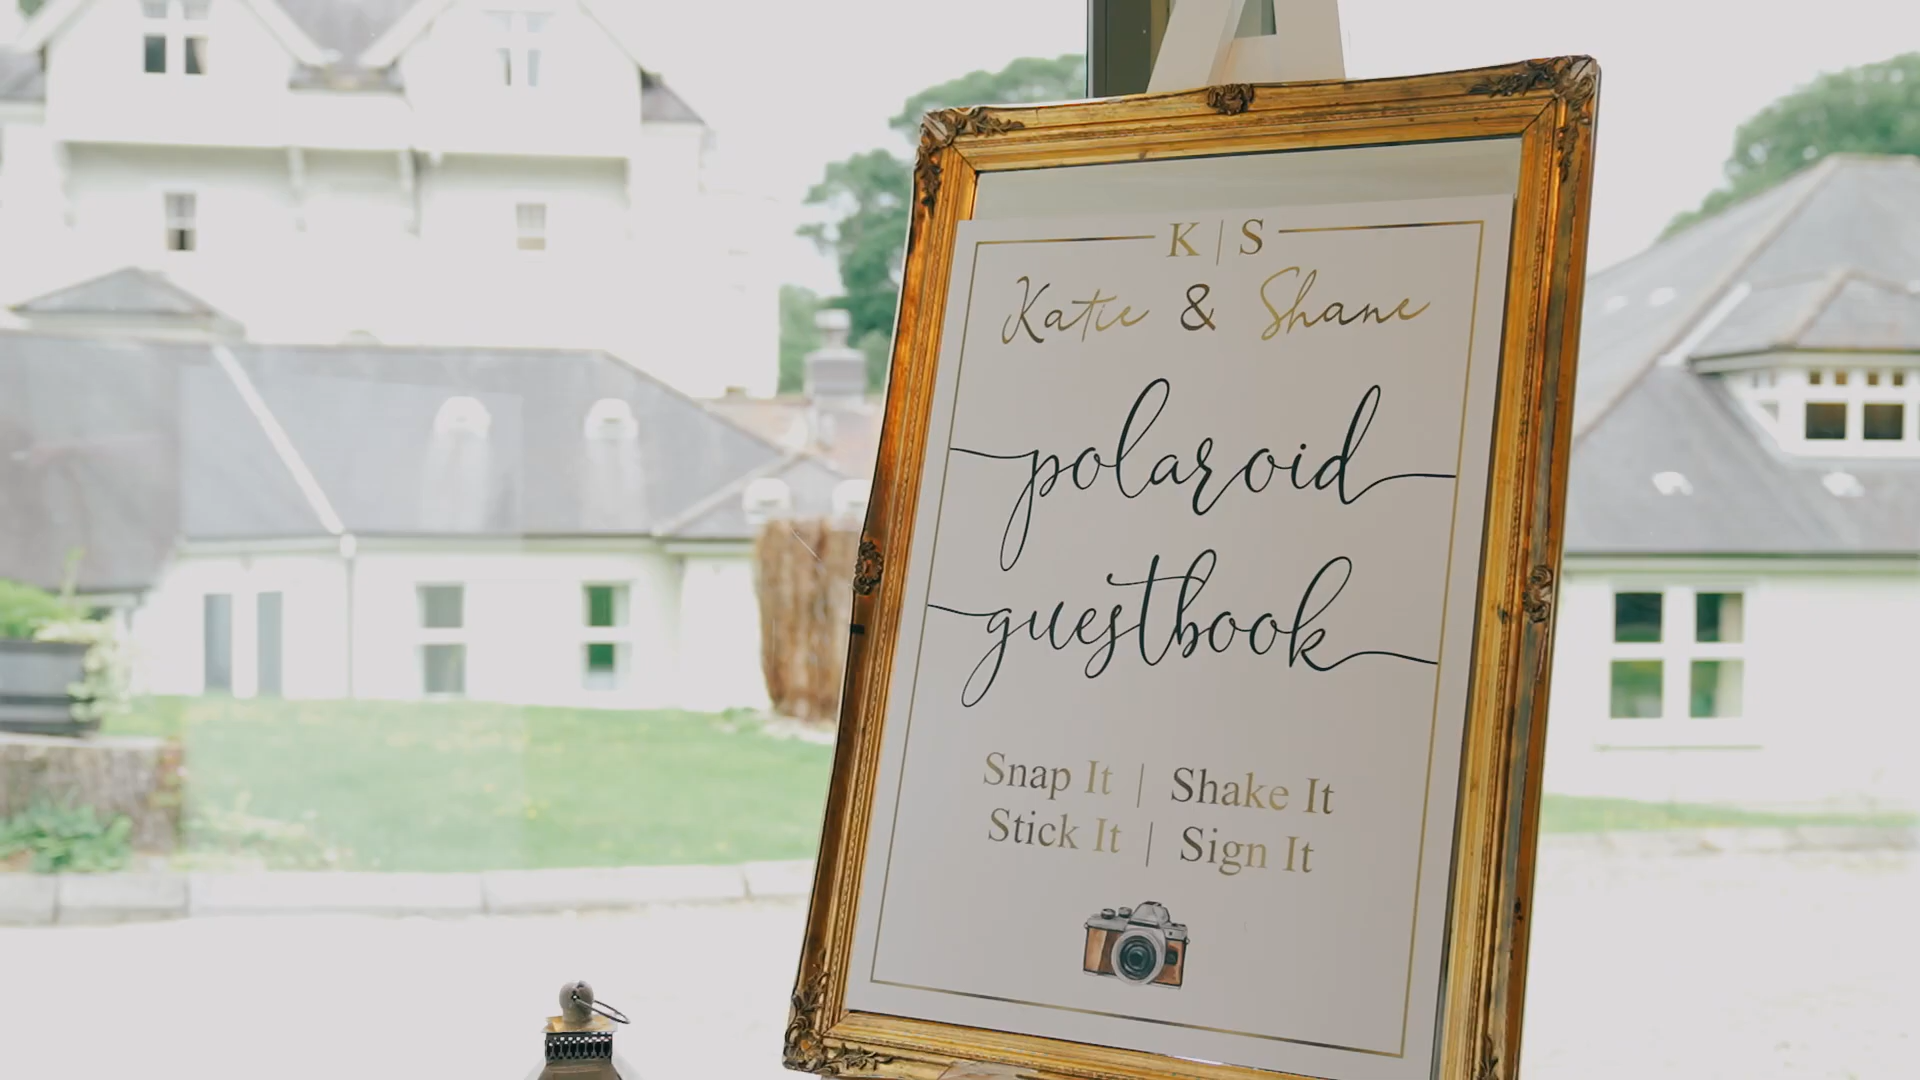 K | S
Katie & Shane
polaroid
guestbook
Snap It | Shake It
Stick It | Sign It